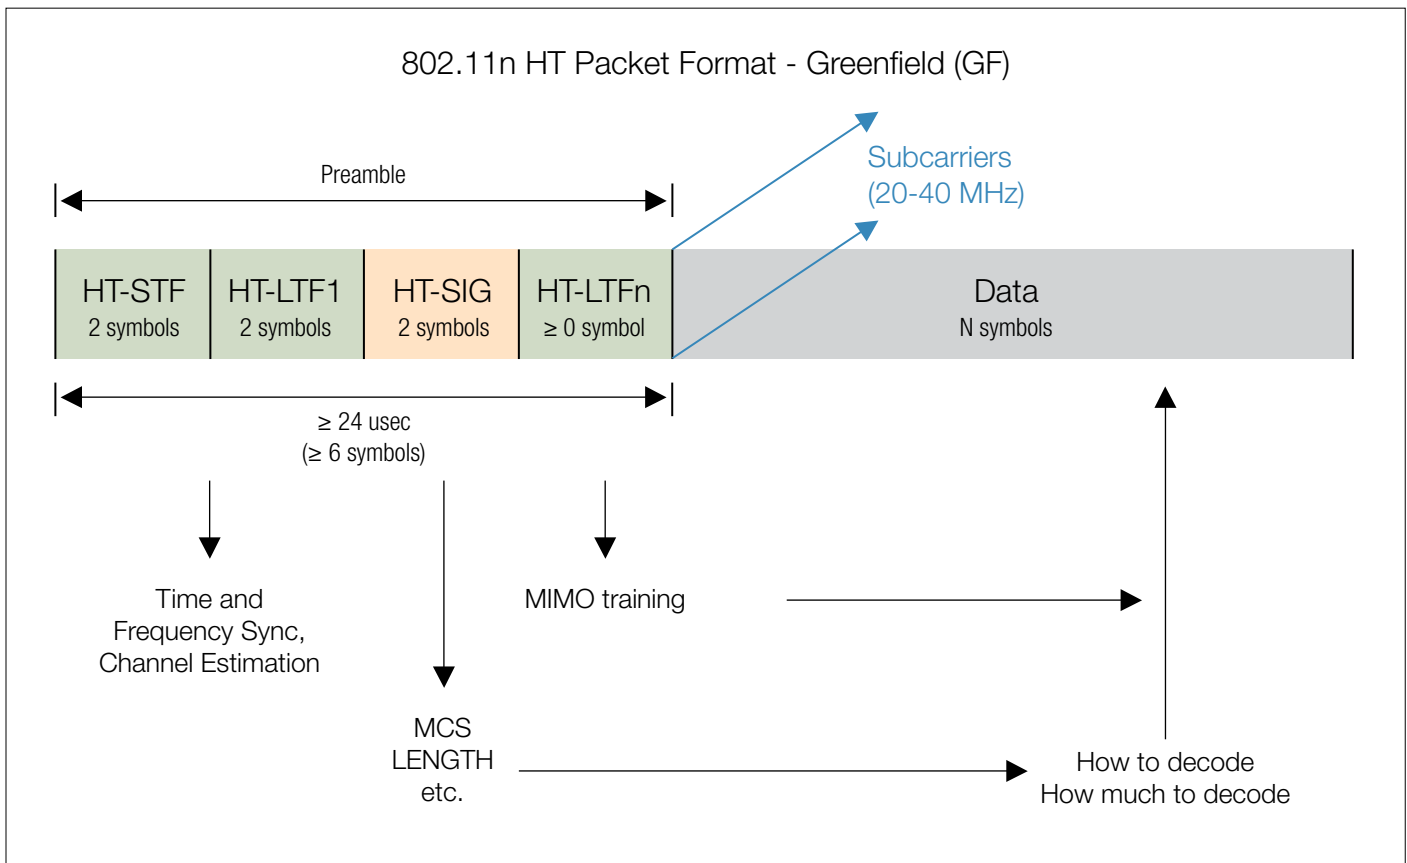 802.11n HT Packet Format - Greenfield (GF)
Subcarriers
(20-40 MHz)
Preamble
HT-STF
2 symbols
HT-LTF1
2 symbols
HT-SIG
2 symbols
HT-LTFn
≥ 0 symbol
Data
N symbols
≥ 24 usec
(≥ 6 symbols)
Time and
Frequency Sync,
Channel Estimation
MIMO training
MCS
LENGTH
etc.
How to decode
How much to decode